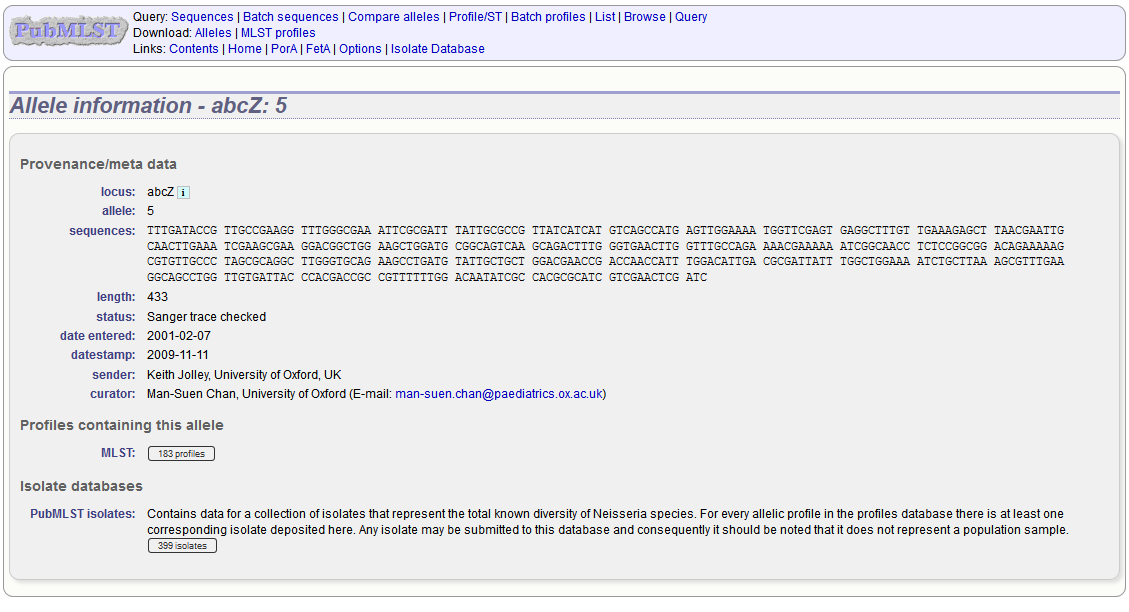 PubMLST
Query: Sequences | Batch sequences | Compare alleles | Profile/ST | Batch profiles | List | Browse | Query
Download: Alleles | MLST profiles
Links: Contents | Home | PorA | FetA | Options | Isolate Database
Allele information - abcZ: 5
Provenance/meta data
locus: abcZ i
allele: 5
sequences: TTTGATACCG TTGCCGAAGG TTTGGGCGAA ATTCGCGATT TATTGCGCCG TTATCATCAT GTCAGCCATG AGTTGGAAAA TGGTTCGAGT GAGGCTTTGT TGAAAGAGCT TAACGAATTG
CAACTTGAAA TCGAAGCGAA GGACGGCTGG AAGCTGGATG CGGCAGTCAA GCAGACTTTG GGTGAACTTG GTTTGCCAGA AAACGAAAAA ATCGGCAACC TCTCCGGCGG ACAGAAAAAG
CGTGTTGCCC TAGCGCAGGC TTGGGTGCAG AAGCCTGATG TATTGCTGCT GGACGAACCG ACCAACCATT TGGACATTGA CGCGATTATT TGGCTGGAAA ATCTGCTTAA AGCGTTTGAA
GGCAGCCTGG TTGTGATTAC CCACGACCGC CGTTTTTTGG ACAATATCGC CACGCGCATC GTCGAACTCG ATC
length: 433
status: Sanger trace checked
date entered: 2001-02-07
datestamp: 2009-11-11
sender: Keith Jolley, University of Oxford, UK
curator: Man-Suen Chan, University of Oxford (E-mail: man-suen.chan@paediatrics.ox.ac.uk)
Profiles containing this allele
MLST: 183 profiles
Isolate databases
PubMLST isolates: Contains data for a collection of isolates that represent the total known diversity of Neisseria species. For every allelic profile in the profiles database there is at least one
corresponding isolate deposited here. Any isolate may be submitted to this database and consequently it should be noted that it does not represent a population sample.
399 isolates